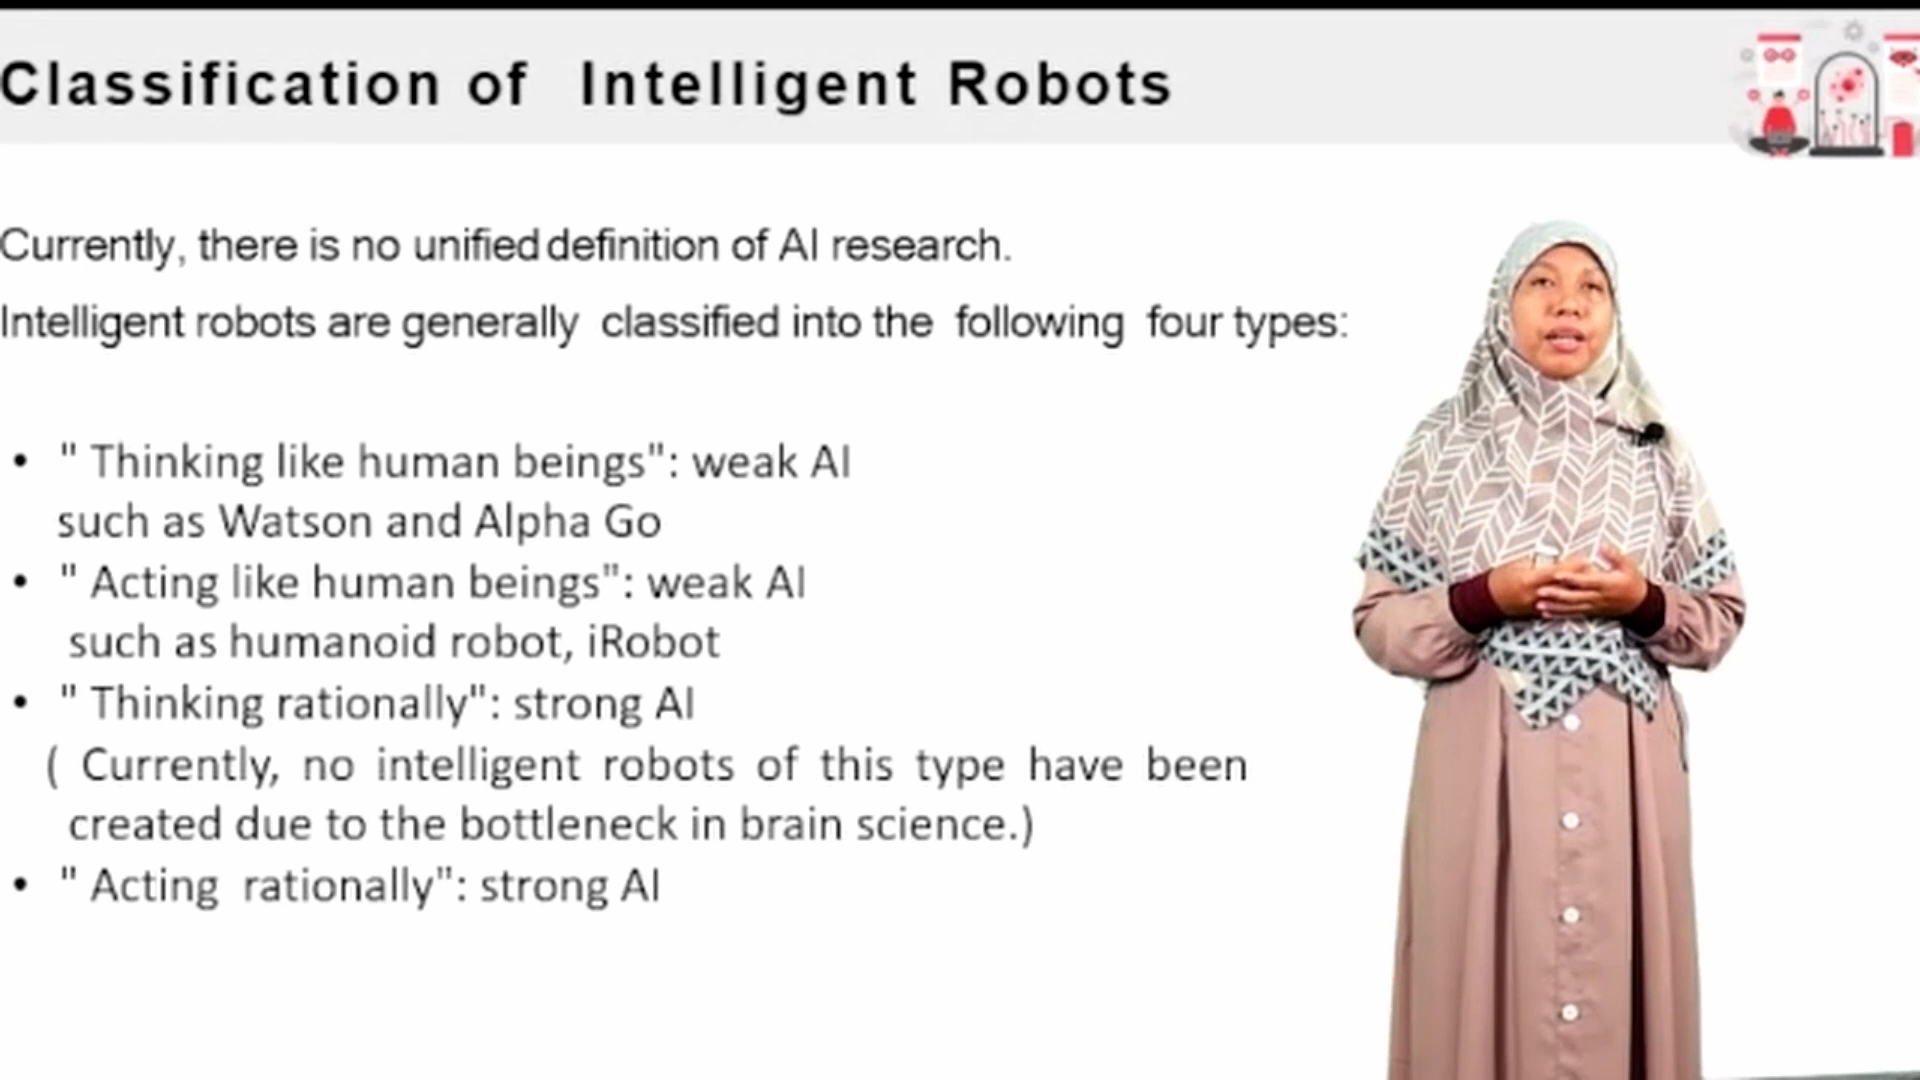 Classification of Intelligent Robots
Currently, there is no unified definition of AI research.
Intelligent robots are generally classified into the following four types:
• " Thinking like human beings": weak AI
such as Watson and Alpha Go
• " Acting like human beings": weak AI
such as humanoid robot, iRobot
• " Thinking rationally": strong AI
( Currently, no intelligent robots of this type have been
created due to the bottleneck in brain science.)
• " Acting rationally": strong AI